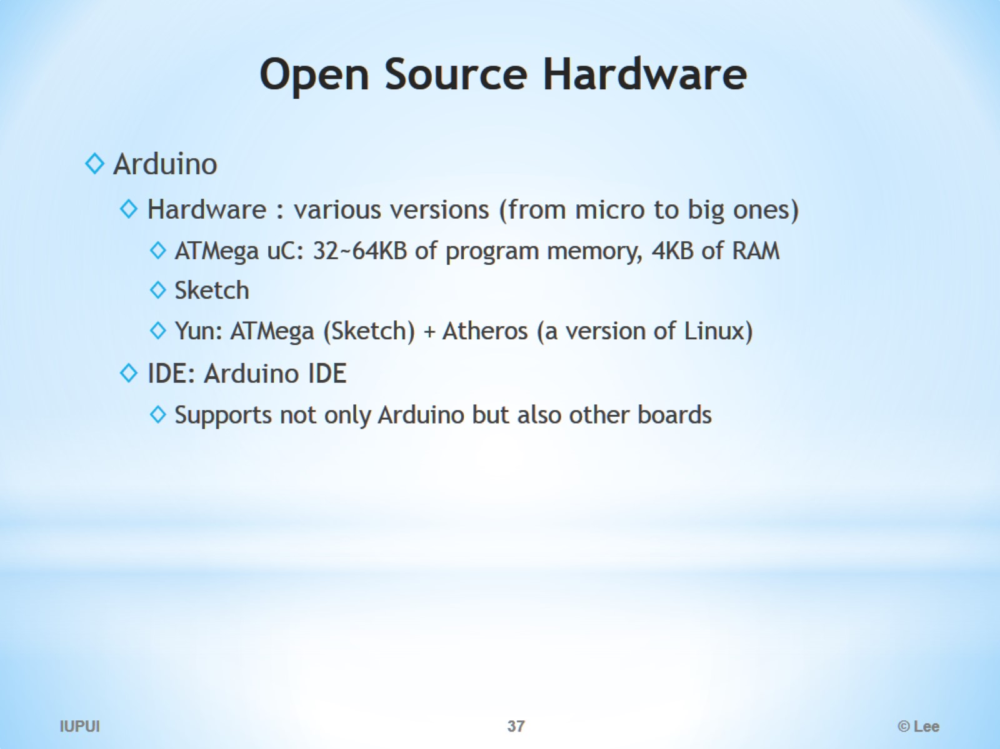 Open Source Hardware
Arduino
Hardware : various versions (from micro to big ones)
ATMega uC: 32~64KB of program memory, 4KB of RAM
Sketch
Yun: ATMega (Sketch) + Atheros (a version of Linux)
IDE: Arduino IDE
Supports not only Arduino but also other boards
IUPUI
37
© Lee